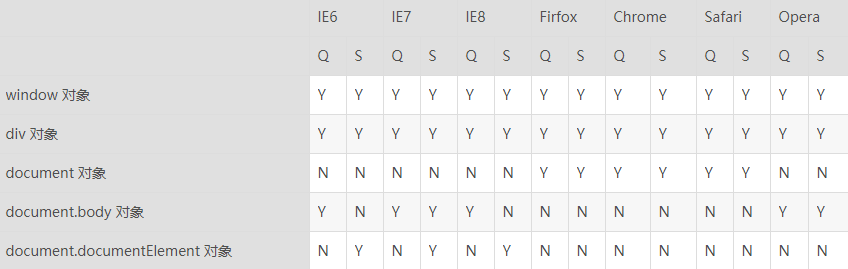 IE6 IE7 IE8 Firfox Chrome Safari Opera
Q S Q S Q S Q S Q S Q S Q S
window 对象 Y Y Y Y Y Y Y Y Y Y Y Y Y Y
div 对象 Y Y Y Y Y Y Y Y Y Y Y Y Y Y
document 对象 N N N N N N Y Y Y Y Y Y N N
document.body 对象 Y N Y Y Y N N N N N N N Y Y
document.documentElement 对象 N Y N Y N Y N N N N N N N N